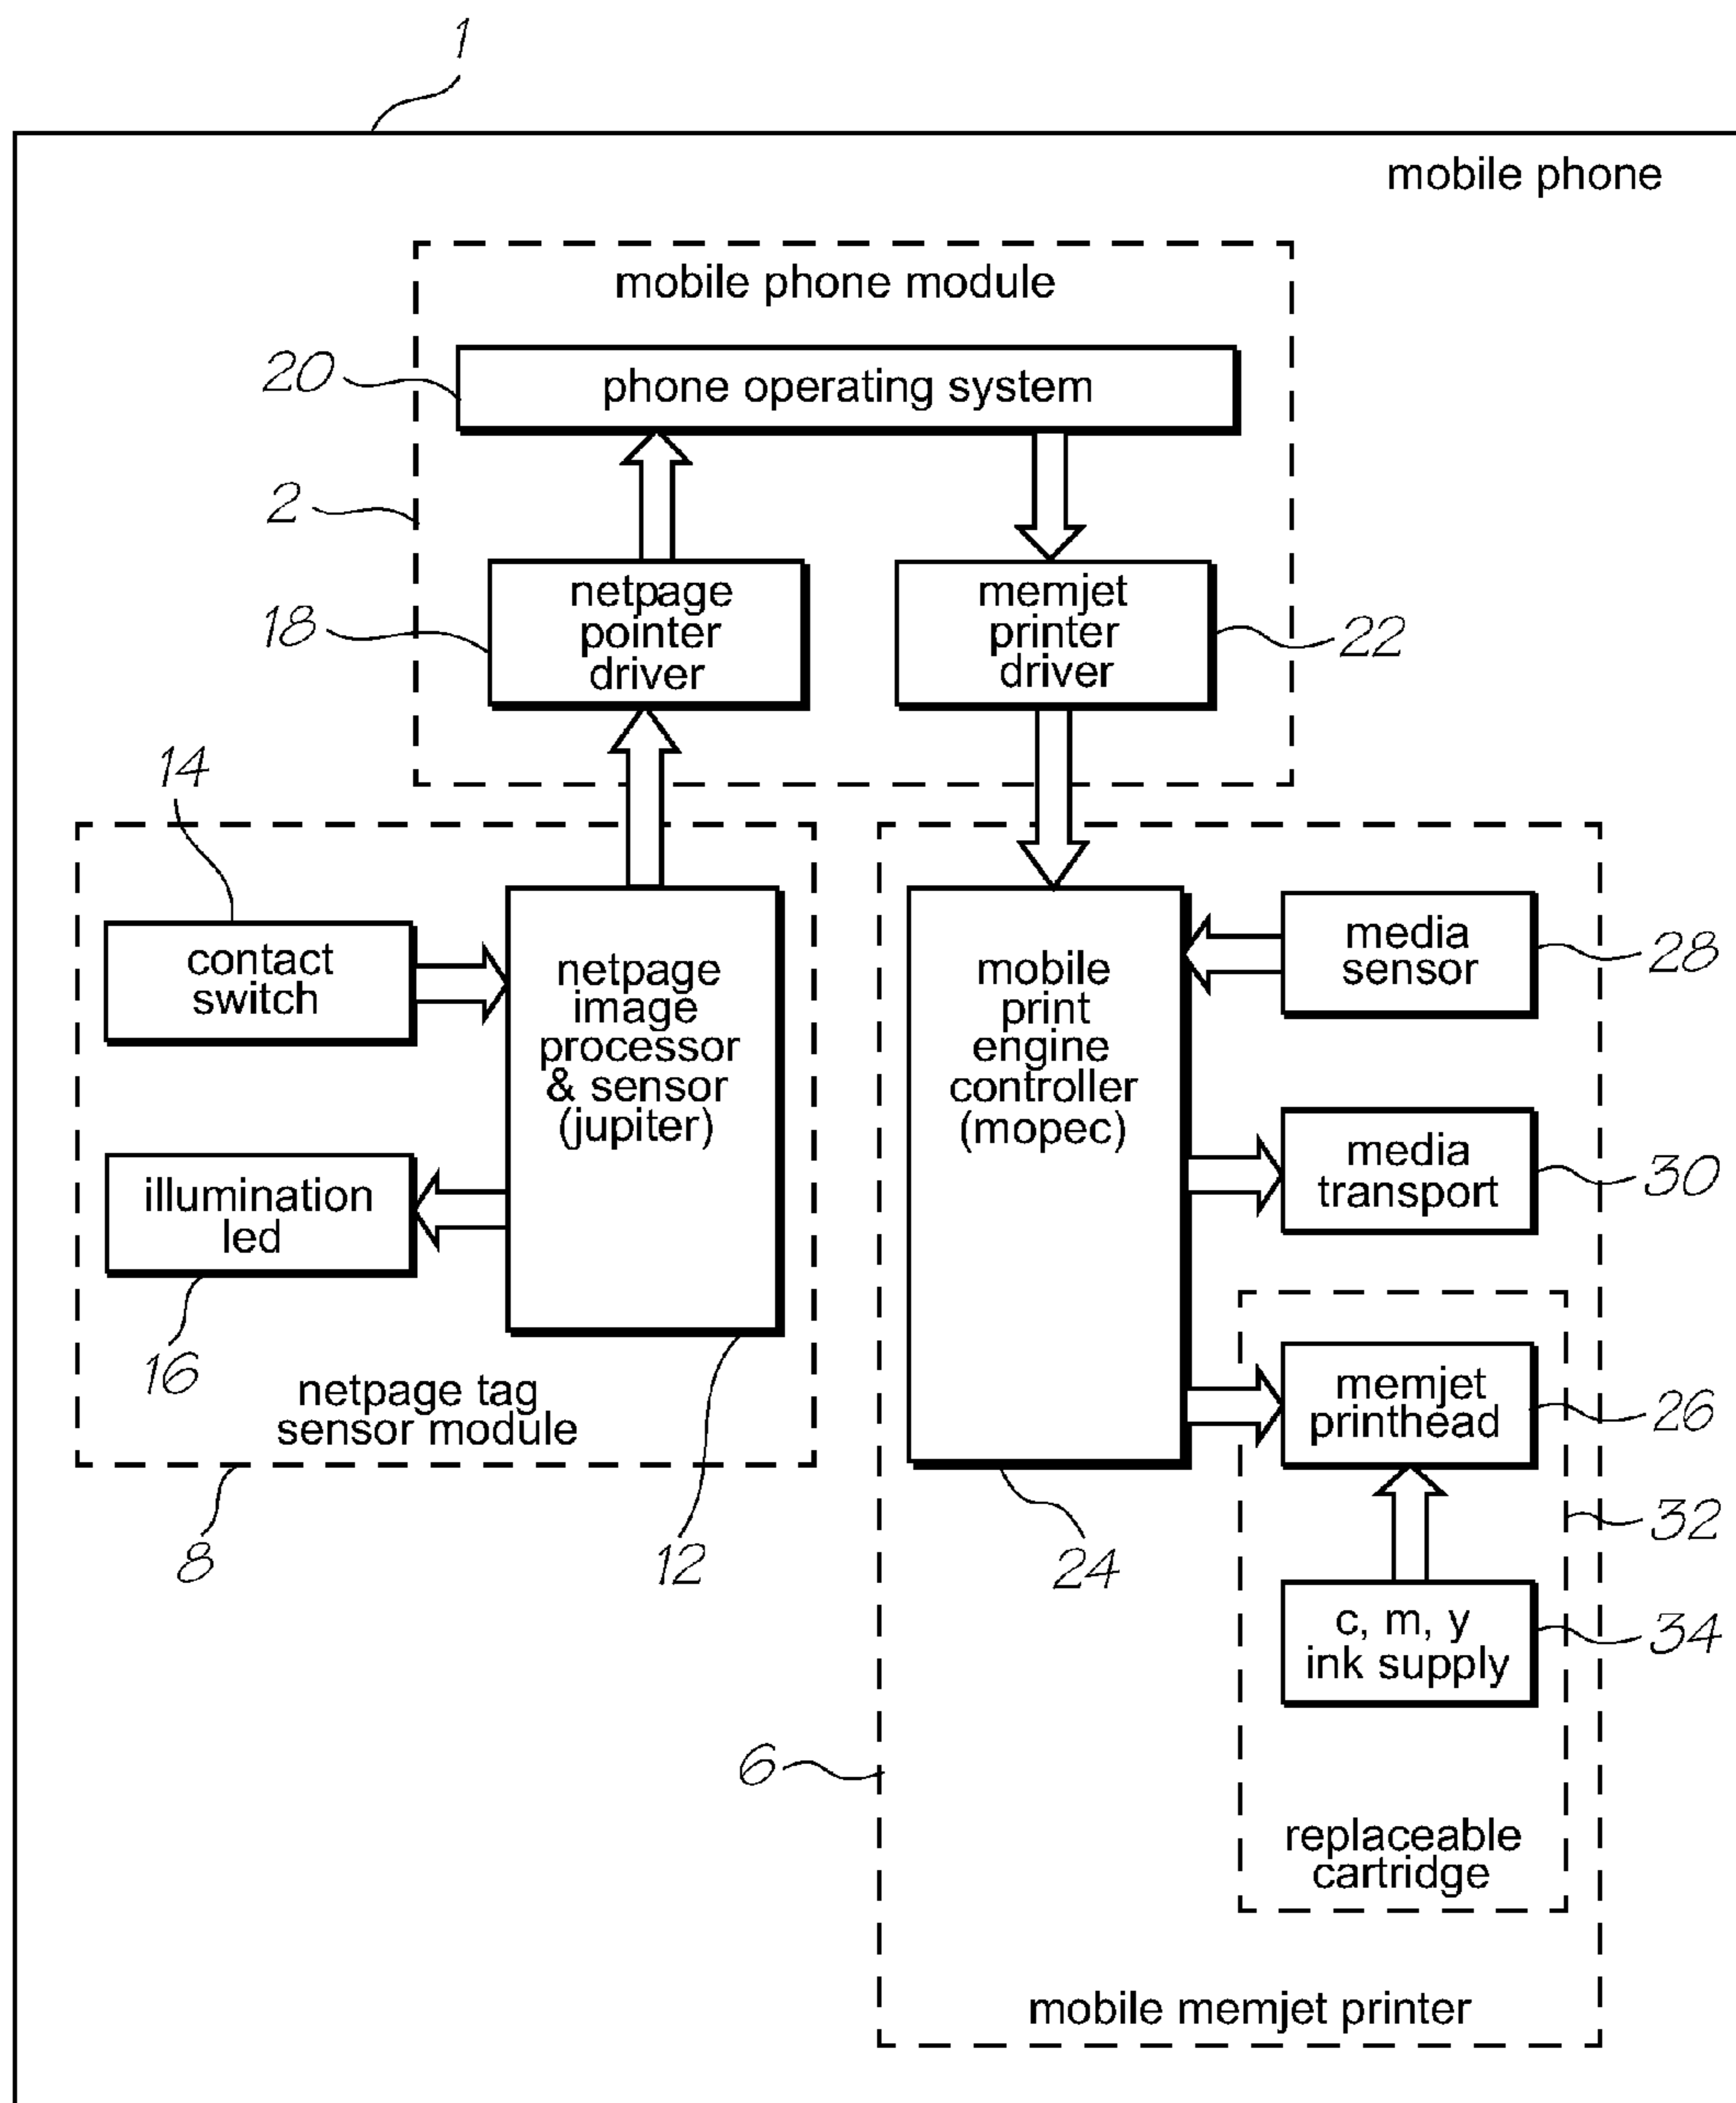 1
mobile phone
mobile phone module
20
phone operating system
2
18
netpage
pointer
driver
memjet
printer
driver
22
14
contact
switch
netpage
image
processor
& sensor
(jupiter)
illumination
led
16
netpage tag
sensor module
8
12
mobile
print
engine
controller
(mopec)
media
sensor
28
media
transport
30
memjet
printhead
26
24
32
c, m, y
ink supply
34
6
replaceable
cartridge
mobile memjet printer